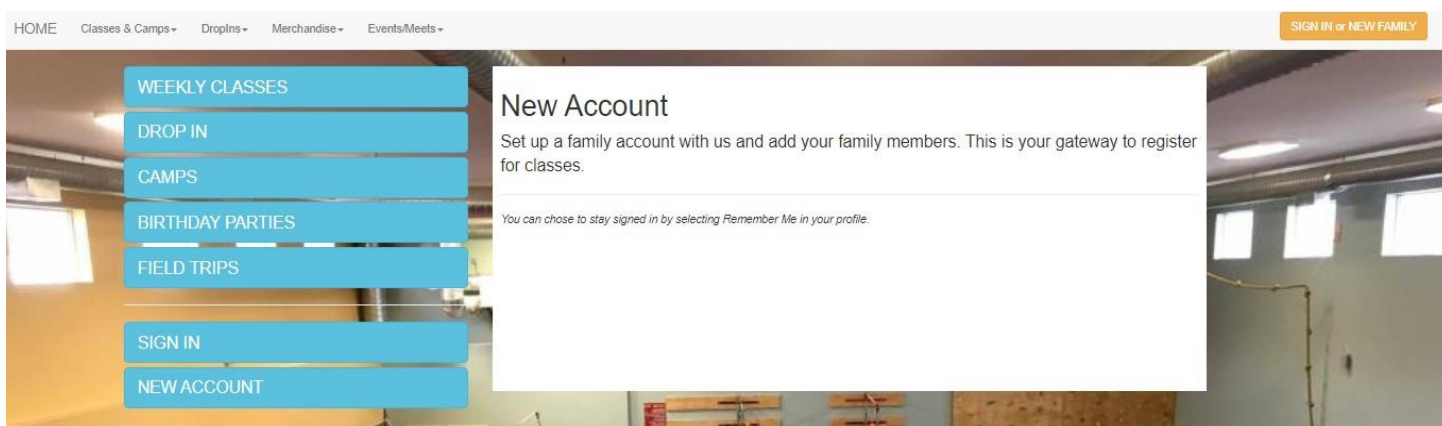 HOME Classes & Camps DropIns Merchandise Events/Meets SIGN IN or NEW FAMILY
WEEKLY CLASSES
DROP IN
CAMPS
BIRTHDAY PARTIES
FIELD TRIPS
SIGN IN
NEW ACCOUNT
New Account
Set up a family account with us and add your family members. This is your gateway to register
for classes.
You can chose to stay signed in by selecting Remember Me in your profile.